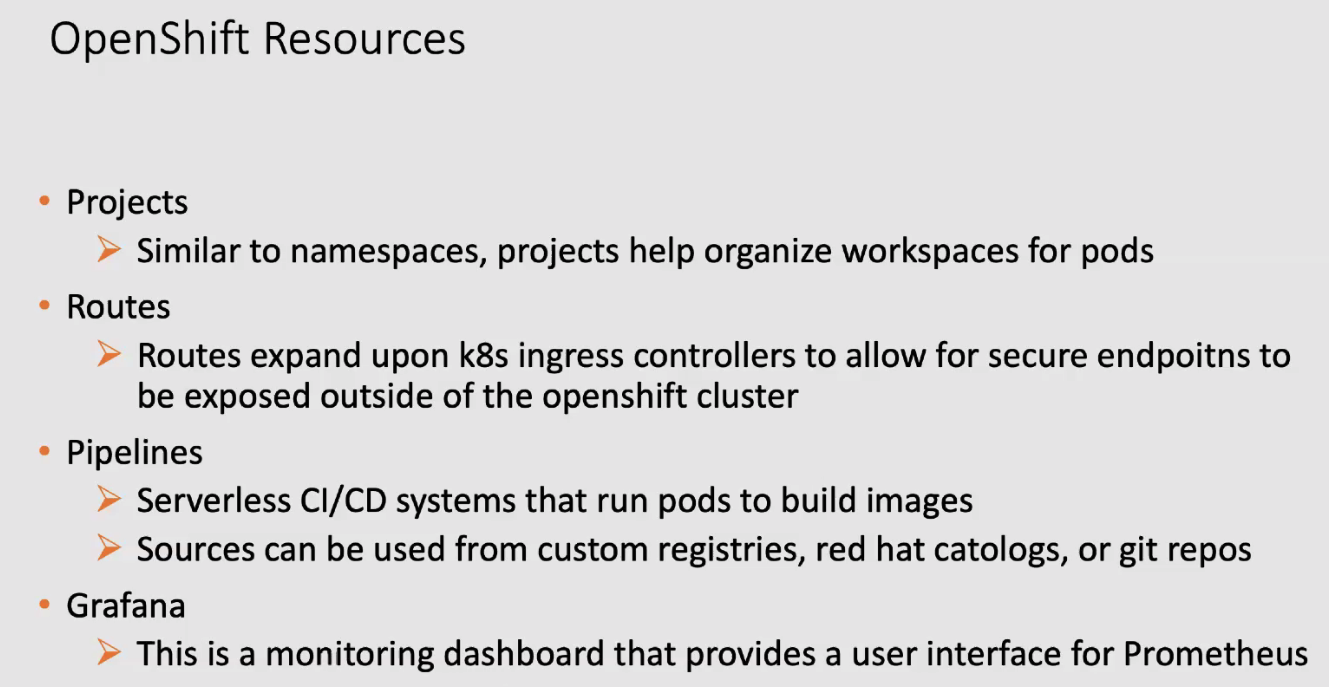 OpenShift Resources
• Projects
➢ Similar to namespaces, projects help organize workspaces for pods
• Routes
➢ Routes expand upon k8s ingress controllers to allow for secure endpoitns to
be exposed outside of the openshift cluster
• Pipelines
➢ Serverless CI/CD systems that run pods to build images
➢ Sources can be used from custom registries, red hat catologs, or git repos
• Grafana
➢ This is a monitoring dashboard that provides a user interface for Prometheus